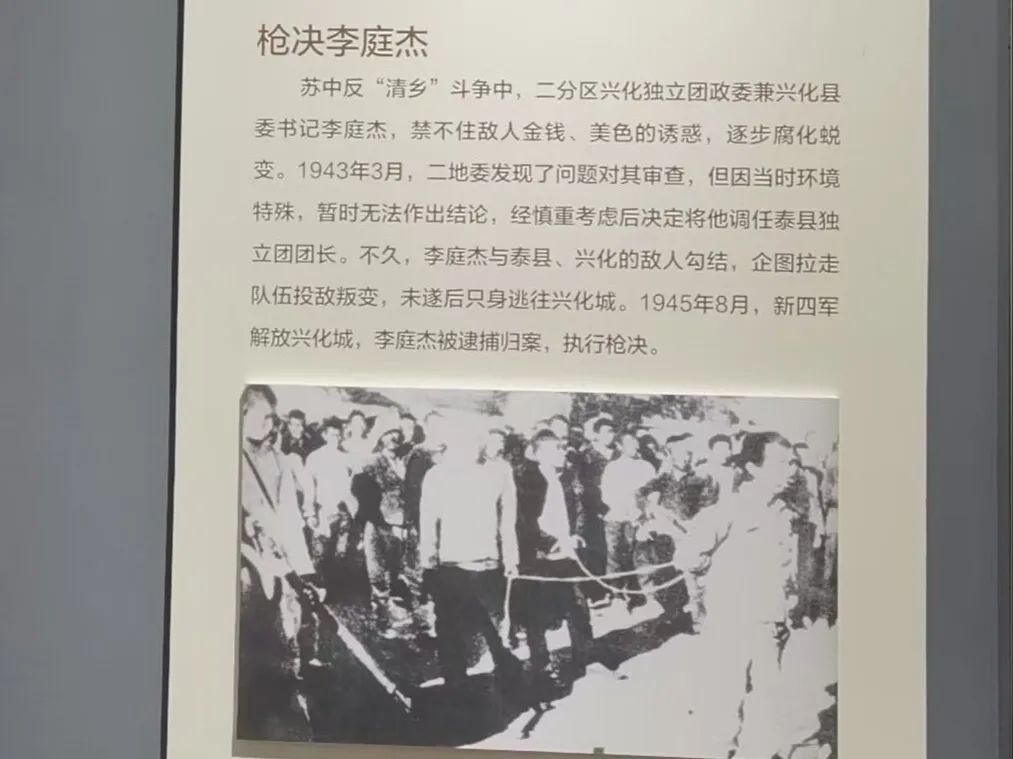 枪决李庭杰
苏中反“清乡”斗争中，二分区兴化独立团政委兼兴化县
委书记李庭杰，禁不住敌人金钱、美色的诱惑，逐步腐化蜕
变。1943年3月，二地委发现了问题对其审查，但因当时环境
特殊，暂时无法作出结论，经慎重考虑后决定将他调任泰县独
立团团长。不久，李庭杰与泰县、兴化的敌人勾结，企图拉走
队伍投敌叛变，未遂后只身逃往兴化城。1945年8月，新四军
解放兴化城，李庭杰被逮捕归案，执行枪决。